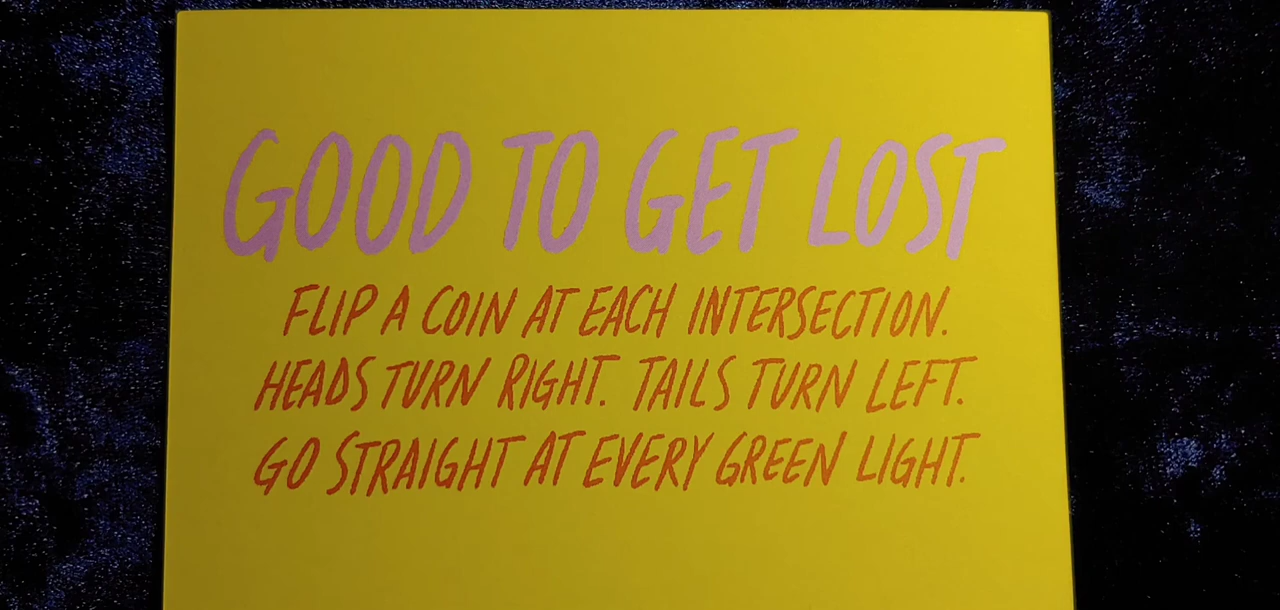 GOOD TO GET LOST
FLIP A COIN AT EACH INTERSECTION.
HEADS TURN RIGHT. TAILS TURN LEFT.
GO STRAIGHT AT EVERY GREEN LIGHT.